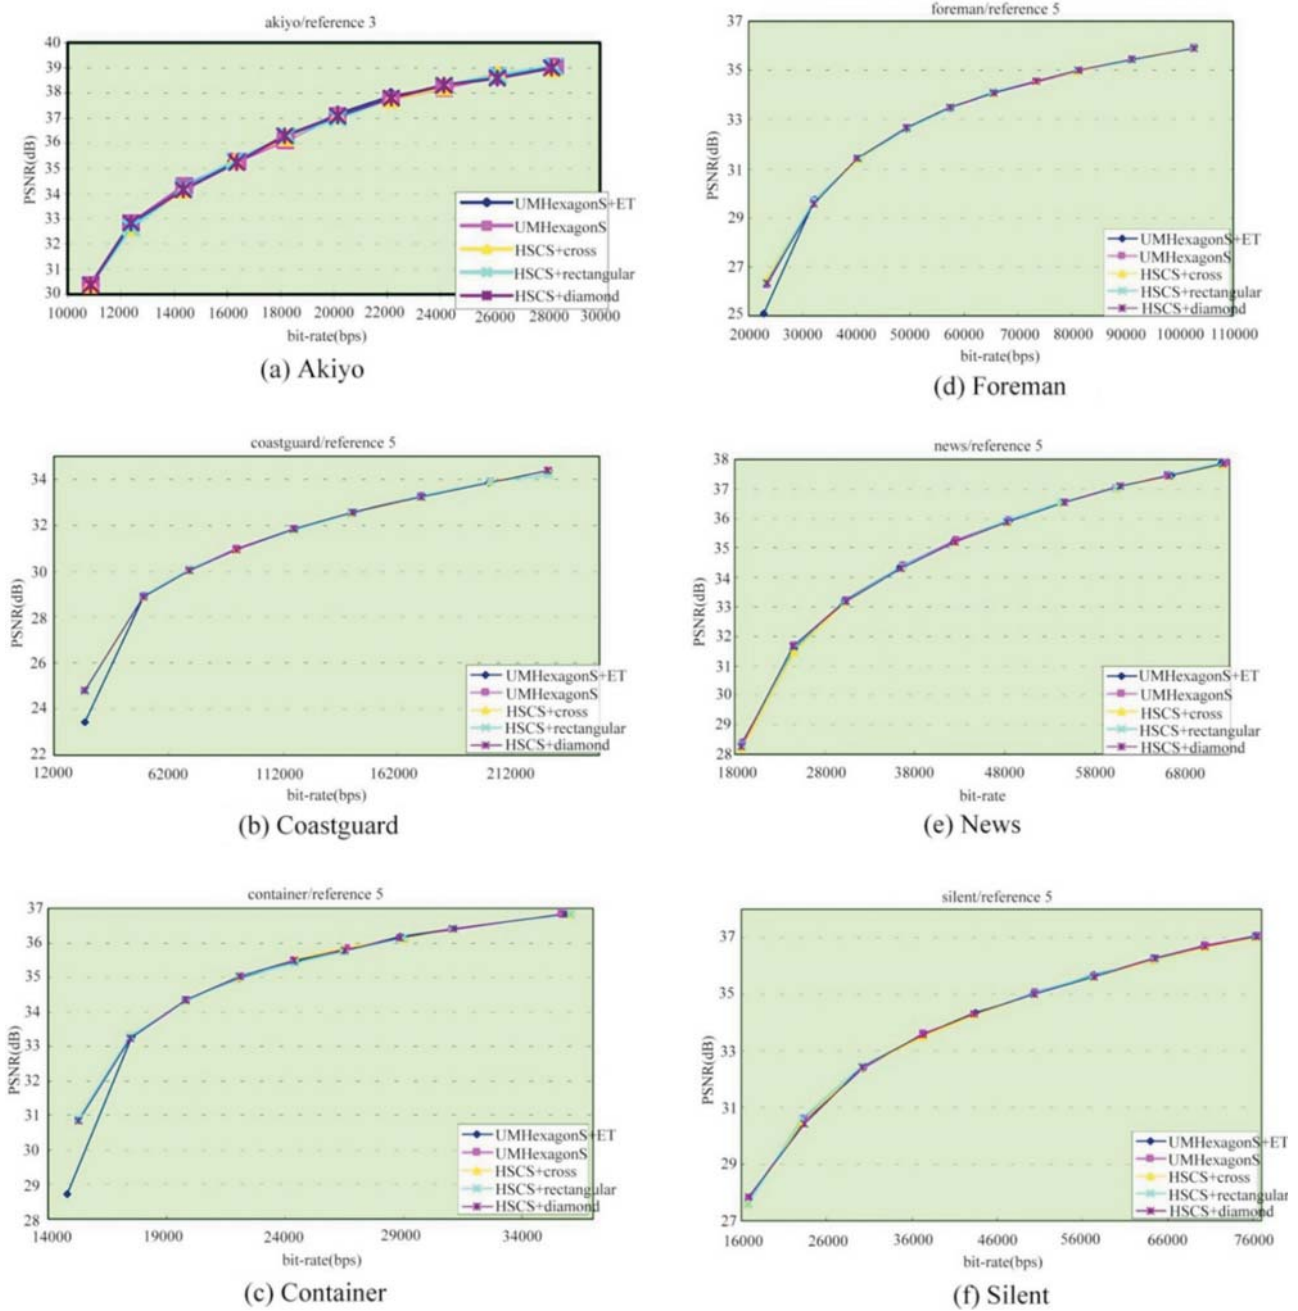 akiyo/reference 3
PSNR(dB)
40
39
38
37
36
35
34
33
32
31
30
UMHexagonS+ET
UMHexagonS
HSCS+cross
HSCS+rectangular
HSCS+diamond
10000 12000 14000 16000 18000 20000 22000 24000 26000 28000 30000
bit-rate(bps)
(a) Akiyo
foreman/reference 5
PSNR(dB)
37
35
33
31
29
27
25
UMHexagonS+ET
UMHexagonS
HSCS+cross
HSCS+rectangular
HSCS+diamond
20000 30000 40000 50000 60000 70000 80000 90000 100000 110000
bit-rate(bps)
(d) Foreman
coastguard/reference 5
PSNR(dB)
34
32
30
28
26
24
22
UMHexagonS+ET
UMHexagonS
HSCS+cross
HSCS+rectangular
HSCS+diamond
12000 62000 112000 162000 212000
bit-rate(bps)
(b) Coastguard
news/reference 5
PSNR(dB)
38
37
36
35
34
33
32
31
30
29
28
UMHexagonS+ET
UMHexagonS
HSCS+cross
HSCS+rectangular
HSCS+diamond
18000 28000 38000 48000 58000 68000
bit-rate
(e) News
container/reference 5
PSNR(dB)
37
36
35
34
33
31
31
30
29
28
UMHexagonS+ET
UMHexagonS
HSCS+cross
HSCS+rectangular
HSCS+diamond
14000 19000 24000 29000 34000
bit-rate(bps)
(c) Container
silent/reference 5
PSNR(dB)
37
35
33
31
29
27
UMHexagonS+ET
UMHexagonS
HSCS+cross
HSCS+rectangular
HSCS+diamond
16000 26000 36000 46000 56000 66000 76000
bit-rate(bps)
(f) Silent